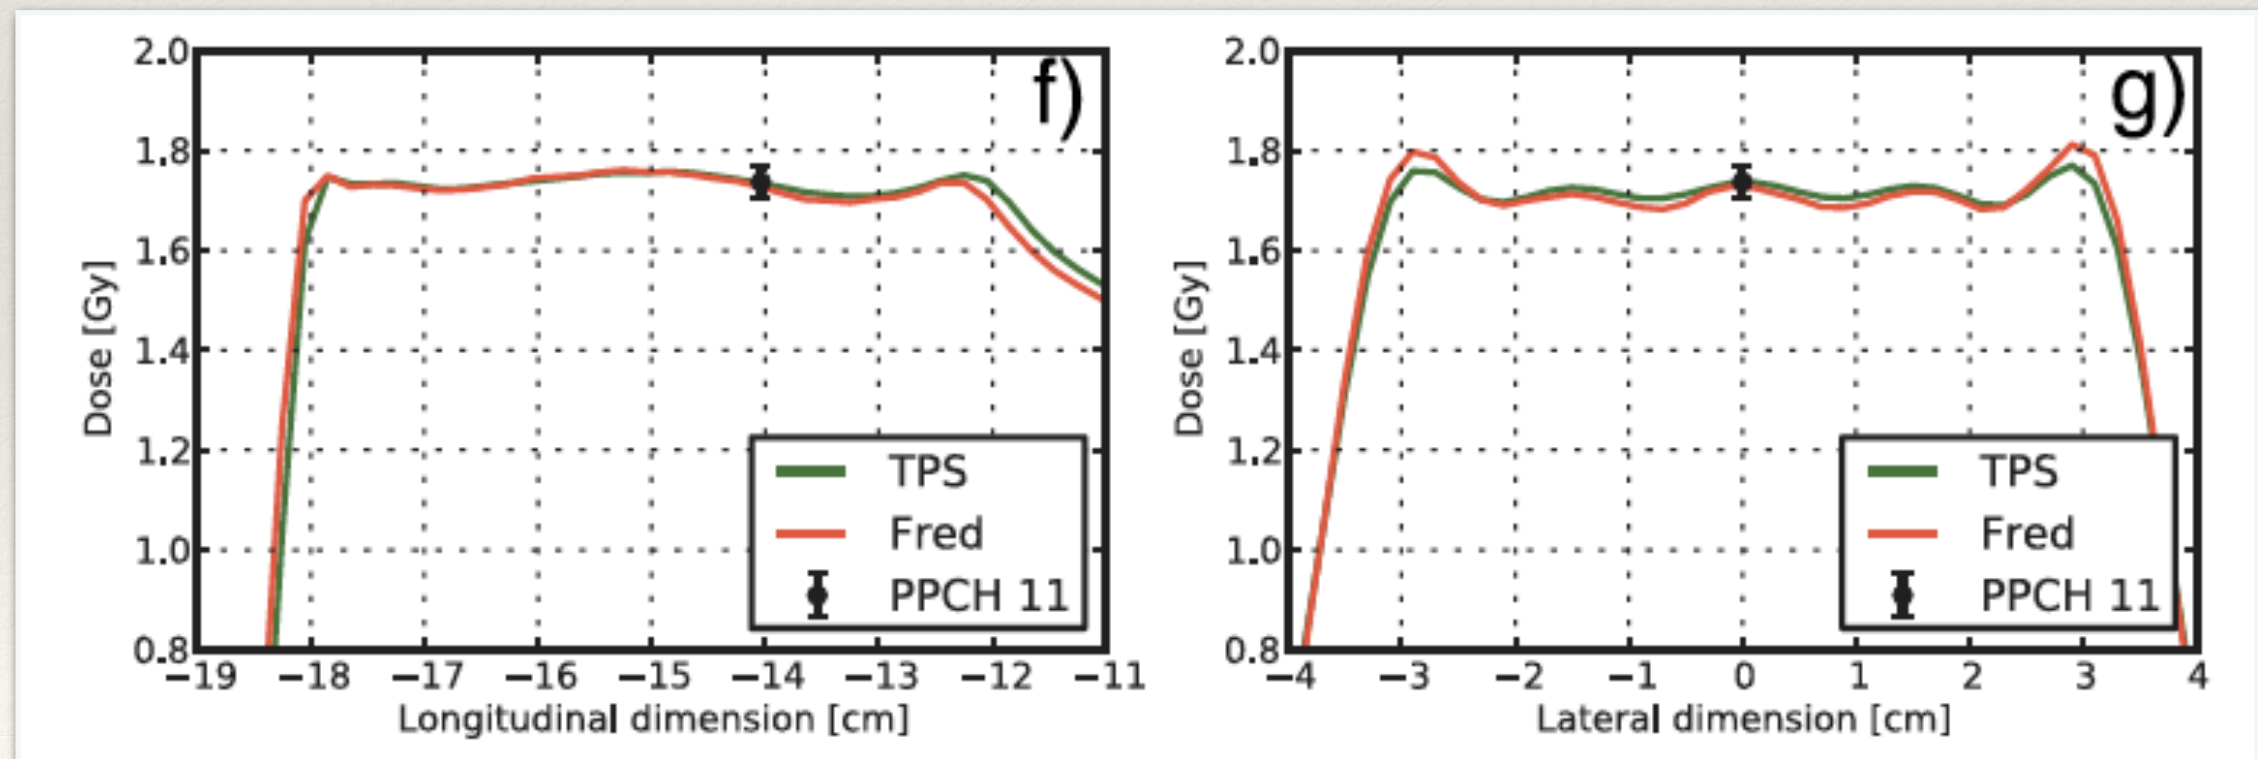 f)
2.0
1.8
1.6
1.4
1.2
1.0
0.8
Dose [Gy]
TPS
Fred
PPCH 11
−19 −18 −17 −16 −15 −14 −13 −12 −11
Longitudinal dimension [cm]
g)
2.0
1.8
1.6
1.4
1.2
1.0
0.8
Dose [Gy]
TPS
Fred
PPCH 11
−4 −3 −2 −1 0 1 2 3 4
Lateral dimension [cm]